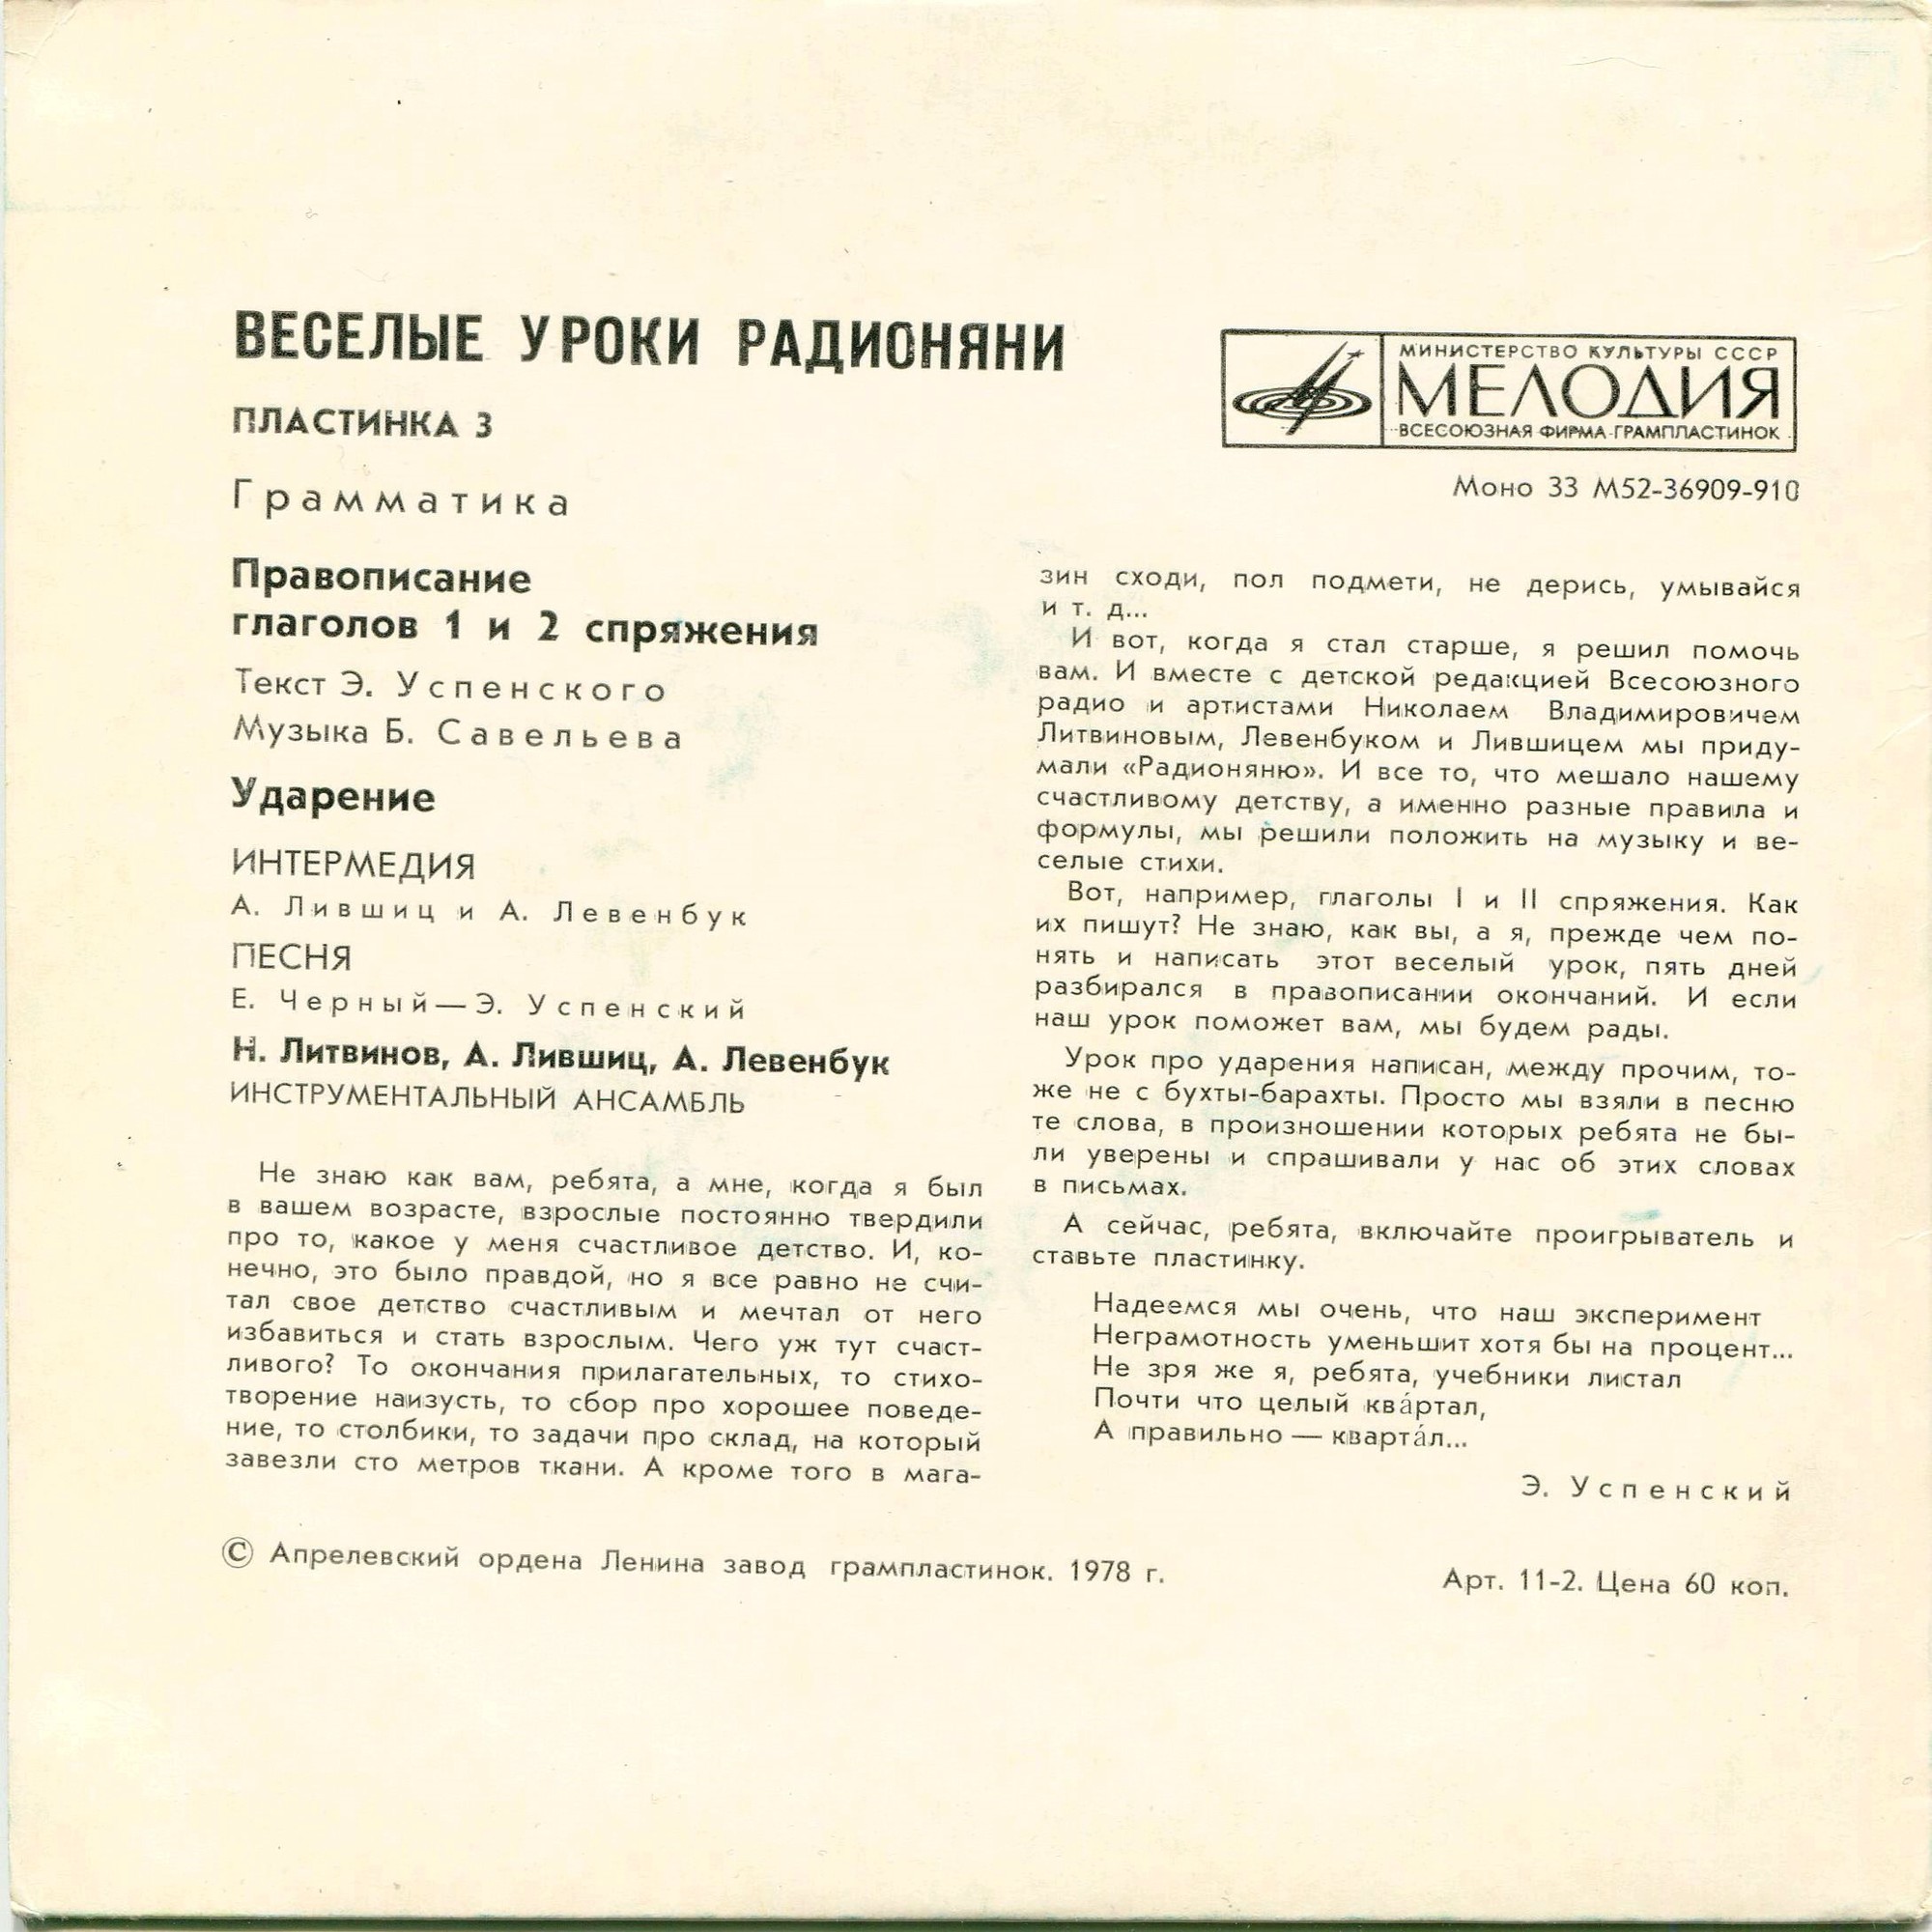 ВЕСЕЛЫЕ УРОКИ РАДИОНЯНИ
ПЛАСТИНКА 3
Грамматика
Правописание
глаголов 1 и 2 спряжения
Текст Э. Успенского
Музыка Б. Савельева
Ударение
ИНТЕРМЕДИЯ
А. Лившиц и А. Левенбук
ПЕСНЯ
Е. Черный — Э. Успенский
Н. Литвинов, А. Лившиц, А. Левенбук
ИНСТРУМЕНТАЛЬНЫЙ АНСАМБЛЬ
МИНИСТЕРСТВО КУЛЬТУРЫ СССР
МЕЛОДИЯ
ВСЕСОЮЗНАЯ ФИРМА ГРАМПЛАСТИНОК
Моно 33 М52-36909-910
Не знаю как вам, ребята, а мне, когда я был
в вашем возрасте, взрослые постоянно твердили
про то, какое у меня счастливое детство. И, ко-
нечно, это было правдой, но я все равно не счи-
тал свое детство счастливым и мечтал от него
избавиться и стать взрослым. Чего уж тут счаст-
ливого? То окончания прилагательных, то стихо-
творение наизусть, то сбор про хорошее поведе-
ние, то столбики, то задачи про склад, на который
завезли сто метров ткани. А кроме того в мага-
зин сходи, пол подмети, не дерись, умывайся
и т. д...
И вот, когда я стал старше, я решил помочь
вам. И вместе с детской редакцией Всесоюзного
радио и артистами Николаем Владимировичем
Литвиновым, Левенбуком и Лившицем мы приду-
мали «Радионяню». И все то, что мешало нашему
счастливому детству, а именно разные правила и
формулы, мы решили положить на музыку и ве-
селые стихи.
Вот, например, глаголы I и II спряжения. Как
их пишут? Не знаю, как вы, а я, прежде чем по-
нять и написать этот веселый урок, пять дней
разбирался в правописании окончаний. И если
наш урок поможет вам, мы будем рады.
Урок про ударения написан, между прочим, то-
же не с бухты-барахты. Просто мы взяли в песню
те слова, в произношении которых ребята не бы-
ли уверены и спрашивали у нас об этих словах
в письмах.
А сейчас, ребята, включайте проигрыватель и
ставьте пластинку.
Надеемся мы очень, что наш эксперимент
Неграмотность уменьшит хотя бы на процент...
Не зря же я, ребята, учебники листал
Почти что целый ква́ртал,
А правильно — кварта́л...
Э. Успенский
© Апрелевский ордена Ленина завод грампластинок. 1978 г.
Арт. 11-2. Цена 60 коп.